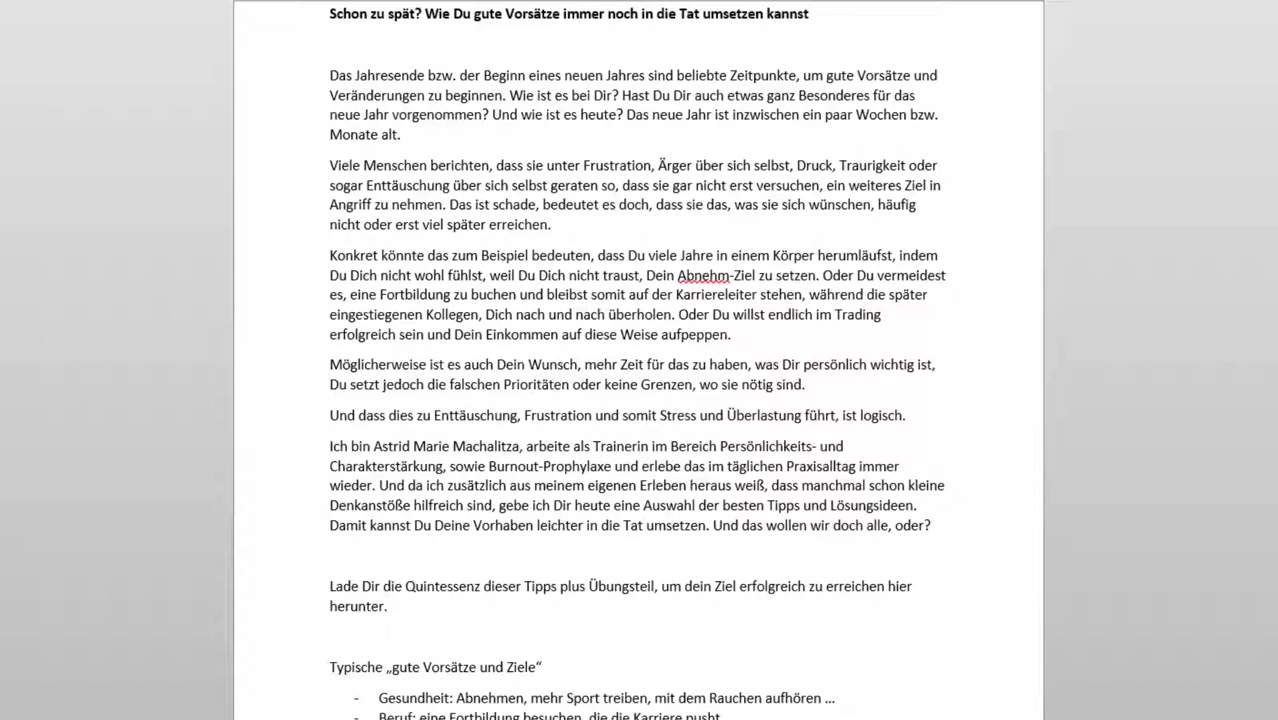 Schon zu spät? Wie Du gute Vorsätze immer noch in die Tat umsetzen kannst
Das Jahresende bzw. der Beginn eines neuen Jahres sind beliebte Zeitpunkte, um gute Vorsätze und
Veränderungen zu beginnen. Wie ist es bei Dir? Hast Du Dir auch etwas ganz Besonderes für das
neue Jahr vorgenommen? Und wie ist es heute? Das neue Jahr ist inzwischen ein paar Wochen bzw.
Monate alt.
Viele Menschen berichten, dass sie unter Frustration, Ärger über sich selbst, Druck, Traurigkeit oder
sogar Enttäuschung über sich selbst geraten so, dass sie gar nicht erst versuchen, ein weiteres Ziel in
Angriff zu nehmen. Das ist schade, bedeutet es doch, dass sie das, was sie sich wünschen, häufig
nicht oder erst viel später erreichen.
Konkret könnte das zum Beispiel bedeuten, dass Du viele Jahre in einem Körper herumläufst, indem
Du Dich nicht wohl fühlst, weil Du Dich nicht traust, Dein Abnehm-Ziel zu setzen. Oder Du vermeidest
es, eine Fortbildung zu buchen und bleibst somit auf der Karriereleiter stehen, während die später
eingestiegenen Kollegen, Dich nach und nach überholen. Oder Du willst endlich im Trading
erfolgreich sein und Dein Einkommen auf diese Weise aufpeppen.
Möglicherweise ist es auch Dein Wunsch, mehr Zeit für das zu haben, was Dir persönlich wichtig ist,
Du setzt jedoch die falschen Prioritäten oder keine Grenzen, wo sie nötig sind.
Und dass dies zu Enttäuschung, Frustration und somit Stress und Überlastung führt, ist logisch.
Ich bin Astrid Marie Machalitza, arbeite als Trainerin im Bereich Persönlichkeits- und
Charakterstärkung, sowie Burnout-Prophylaxe und erlebe das im täglichen Praxisalltag immer
wieder. Und da ich zusätzlich aus meinem eigenen Erleben heraus weiß, dass manchmal schon kleine
Denkanstöße hilfreich sind, gebe ich Dir heute eine Auswahl der besten Tipps und Lösungsideen.
Damit kannst Du Deine Vorhaben leichter in die Tat umsetzen. Und das wollen wir doch alle, oder?
Lade Dir die Quintessenz dieser Tipps plus Übungsteil, um dein Ziel erfolgreich zu erreichen hier
herunter.
Typische „gute Vorsätze und Ziele“
- Gesundheit: Abnehmen, mehr Sport treiben, mit dem Rauchen aufhören …
- Beruf: eine Fortbildung besuchen, die die Karriere pusht